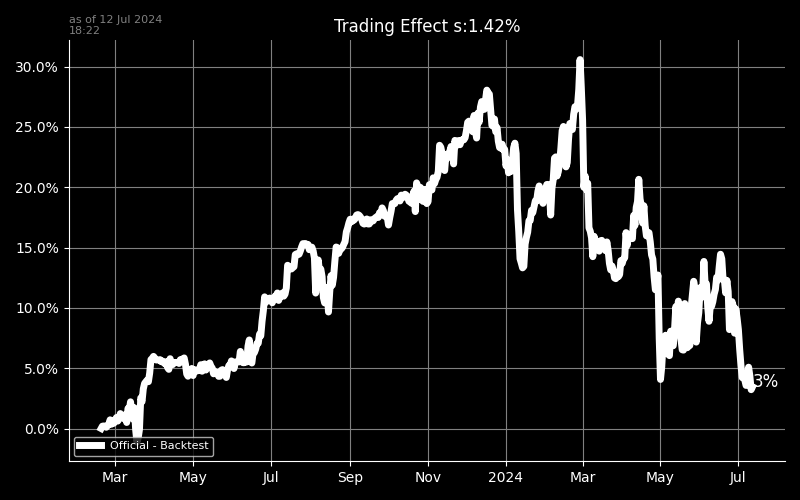 as of 12 Jul 2024
18:22
Trading Effect s:1.42%
30.0%
25.0%
20.0%
15.0%
10.0%
5.0%
0.0%
3%
Official - Backtest
Mar May Jul Sep Nov 2024 Mar May Jul